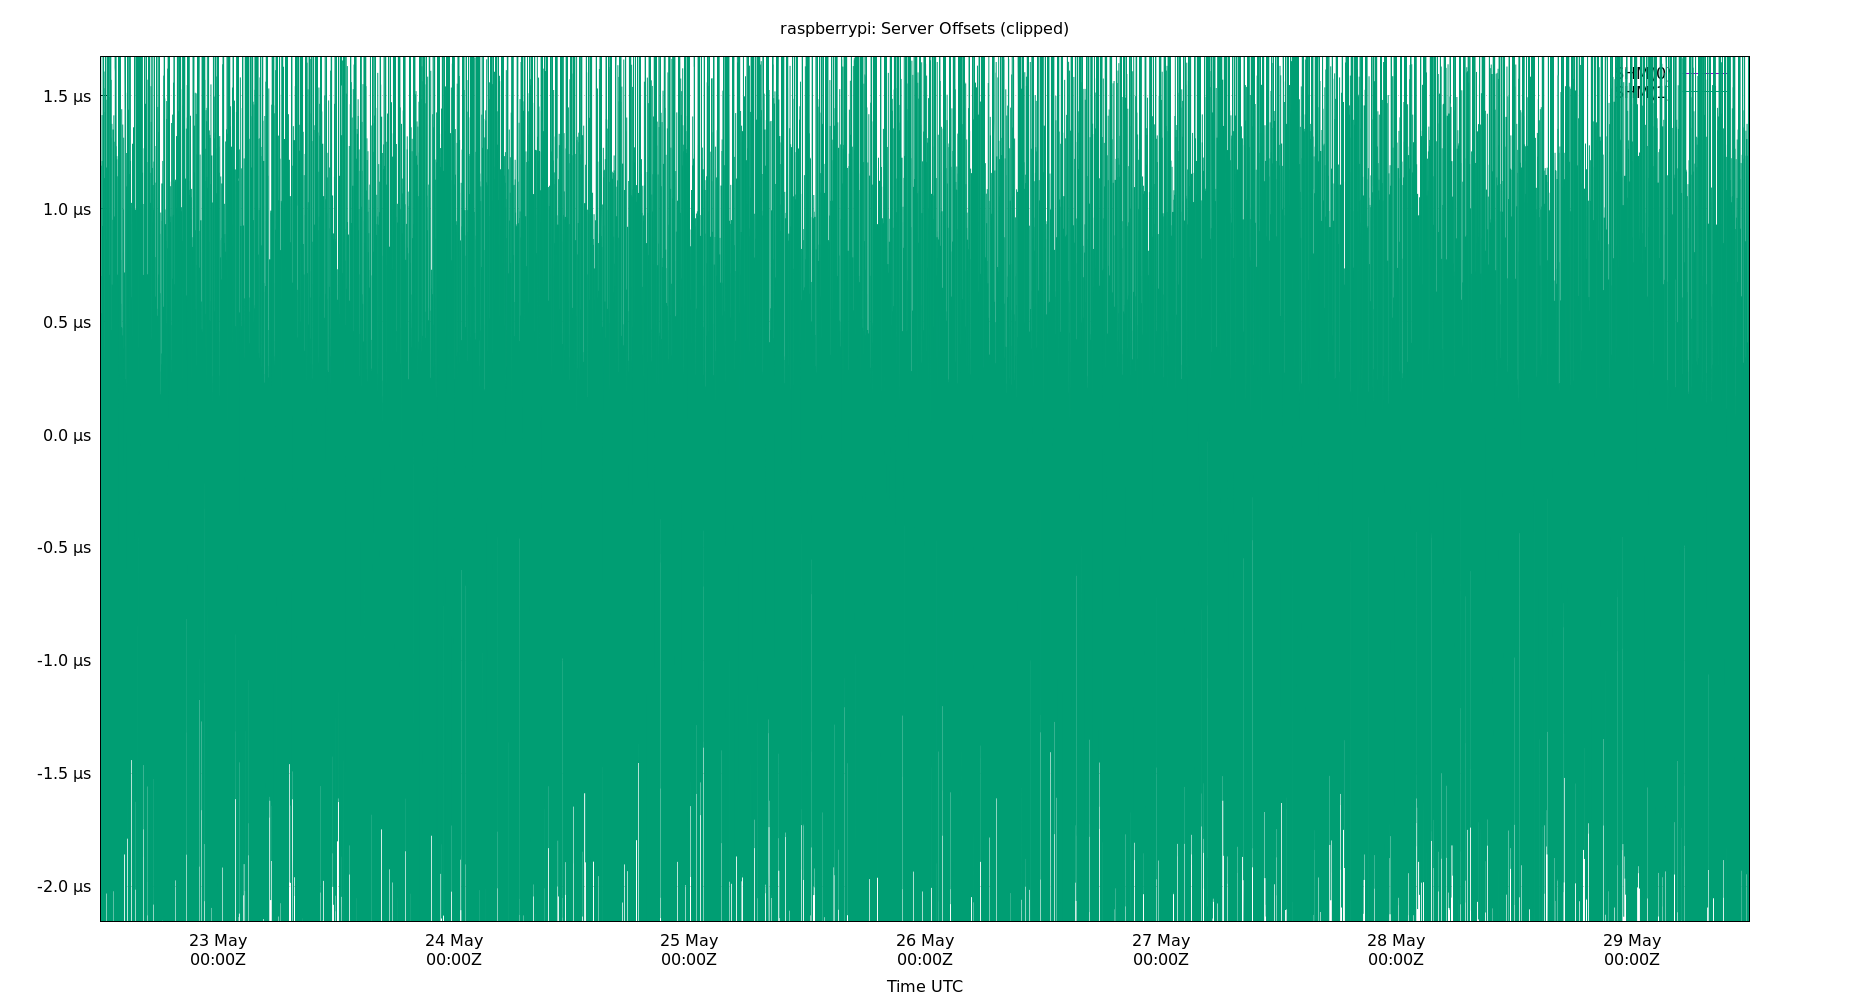 raspberrypi: Server Offsets (clipped)
1.5 µs
1.0 µs
0.5 µs
0.0 µs
-0.5 µs
-1.0 µs
-1.5 µs
-2.0 µs
23 May
00:00Z
24 May
00:00Z
25 May
00:00Z
26 May
00:00Z
27 May
00:00Z
28 May
00:00Z
29 May
00:00Z
Time UTC